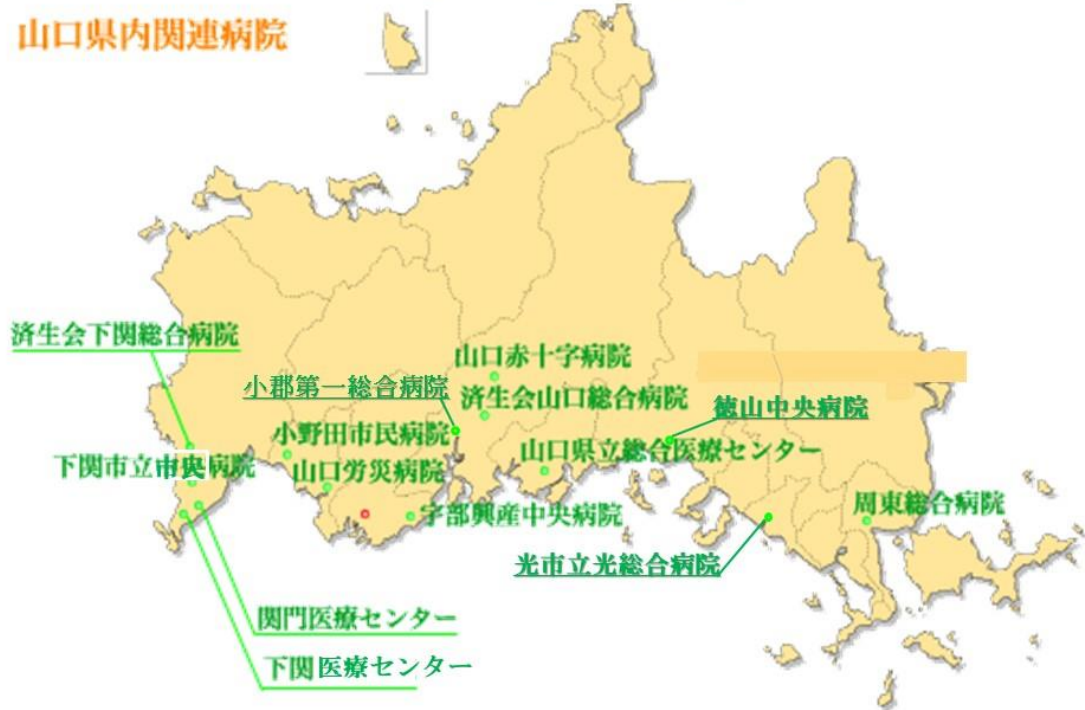 山口県内関連病院
済生会下関総合病院
山口赤十字病院
小郡第一総合病院
済生会山口総合病院
徳山中央病院
小野田市民病院
山口県立総合医療センター
下関市立市民病院
山口労災病院
周東総合病院
宇部興産中央病院
光市立光総合病院
関門医療センター
下関医療センター